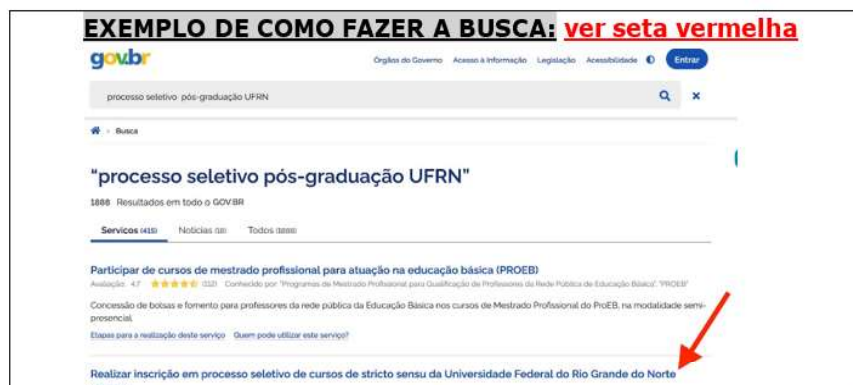 EXEMPLO DE COMO FAZER A BUSCA: ver seta vermelha
gov.br Órgãos do Governo Acesso à Informação Legislação Acessibilidade Entrar
processo seletivo pós-graduação UFRN
Busca
"processo seletivo pós-graduação UFRN"
1888 Resultados em todo o GOV.BR
Serviços (415) Notícias Todos
Participar de cursos de mestrado profissional para atuação na educação básica (PROEB)
Avaliação: 4.7 (112) Conhecido por "Programas de Mestrado Profissional para Qualificação de Professores da Rede Pública de Educação Básica", "PROEB"
Concessão de bolsas e fomento para professores da rede pública da Educação Básica nos cursos de Mestrado Profissional do ProEB, na modalidade semi-
presencial
Etapas para a realização deste serviço Quem pode utilizar este serviço?
Realizar inscrição em processo seletivo de cursos de stricto sensu da Universidade Federal do Rio Grande do Norte